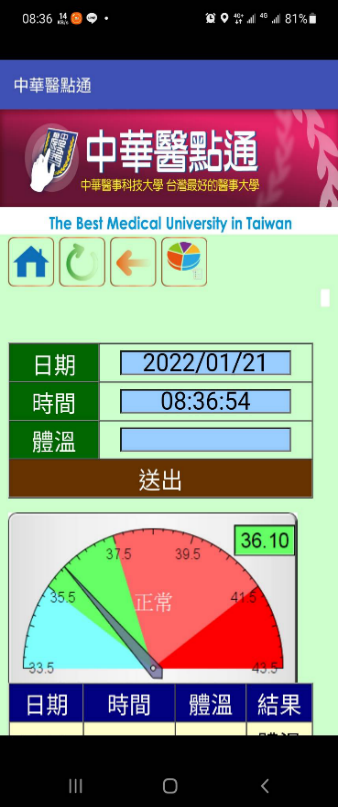 08:36 14 KB/s
4G+ 4G 81%
中華醫點通
中華醫點通
中華醫事科技大學 台灣最好的醫事大學
The Best Medical University in Taiwan
日期 2022/01/21
時間 08:36:54
體溫
送出
36.10
37.5 39.5
35.5 正常 41.5
33.5 43.5
日期 時間 體溫 結果